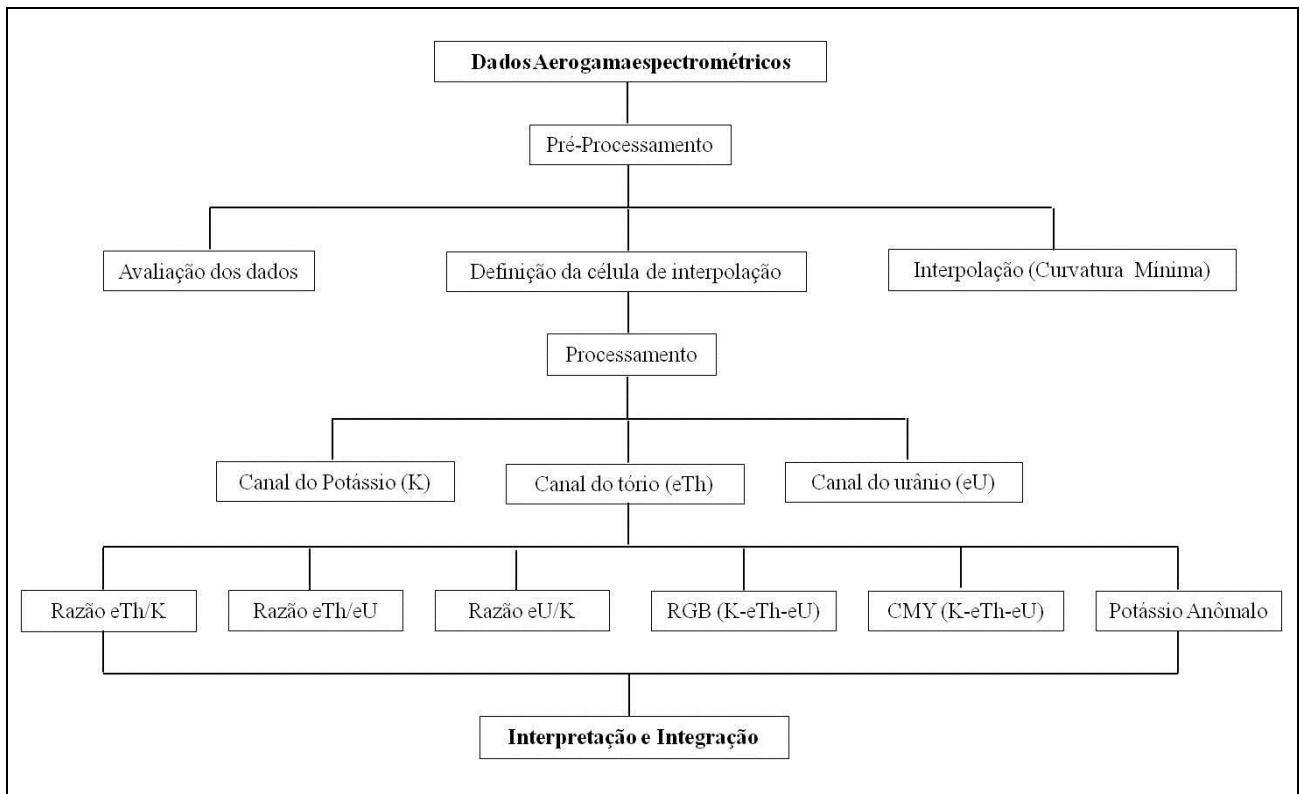 Dados Aerogamaespectrométricos
Pré-Processamento
Avaliação dos dados
Definição da célula de interpolação
Interpolação (Curvatura Mínima)
Processamento
Canal do Potássio (K)
Canal do tório (eTh)
Canal do urânio (eU)
Razão eTh/K
Razão eTh/eU
Razão eU/K
RGB (K-eTh-eU)
CMY (K-eTh-eU)
Potássio Anômalo
Interpretação e Integração